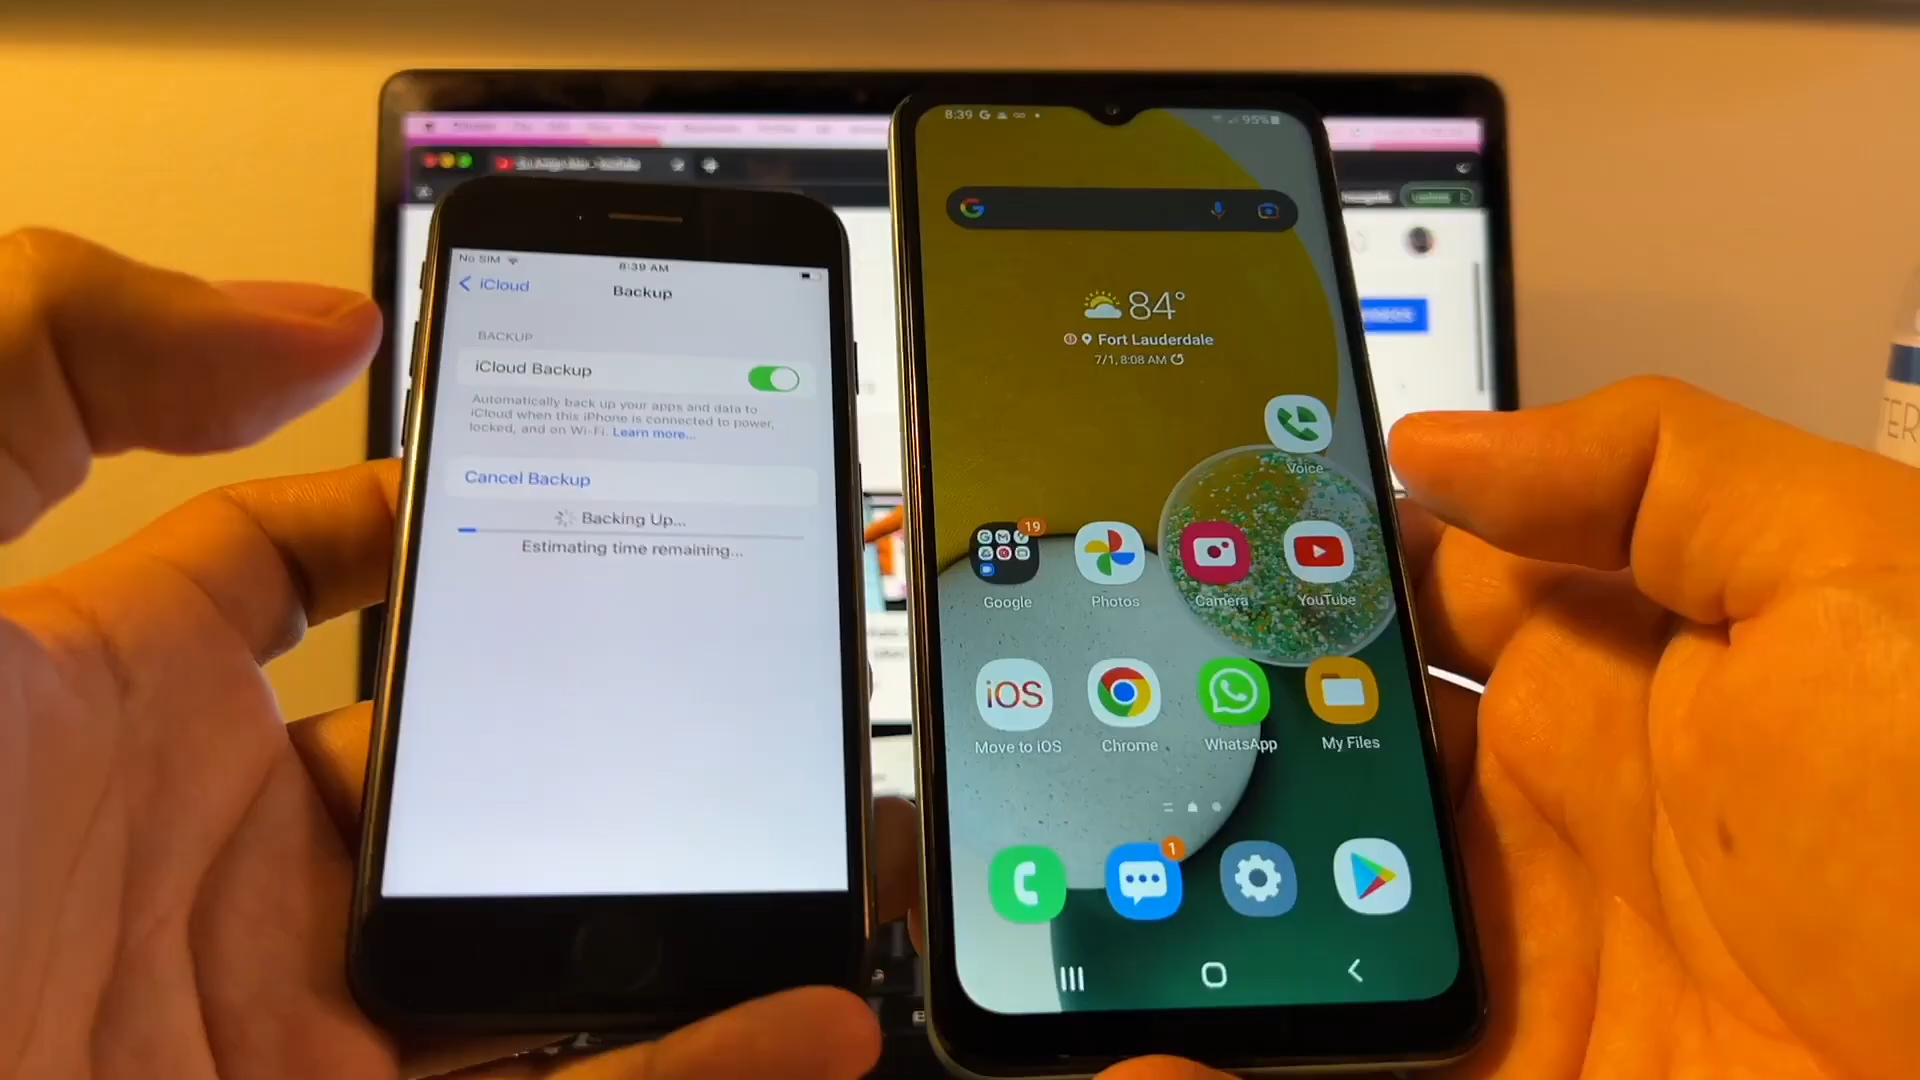 No SIM
8:39 AM
iCloud
Backup
BACKUP
iCloud Backup
Automatically back up your apps and data to
iCloud when this iPhone is connected to power,
locked, and on Wi-Fi. Learn more...
Cancel Backup
Backing Up...
Estimating time remaining...
8:39
95%
84°
Fort Lauderdale
7/1, 8:08 AM
Voice
19
Google
Photos
Camera
YouTube
iOS
Move to iOS
Chrome
WhatsApp
My Files
1
TER